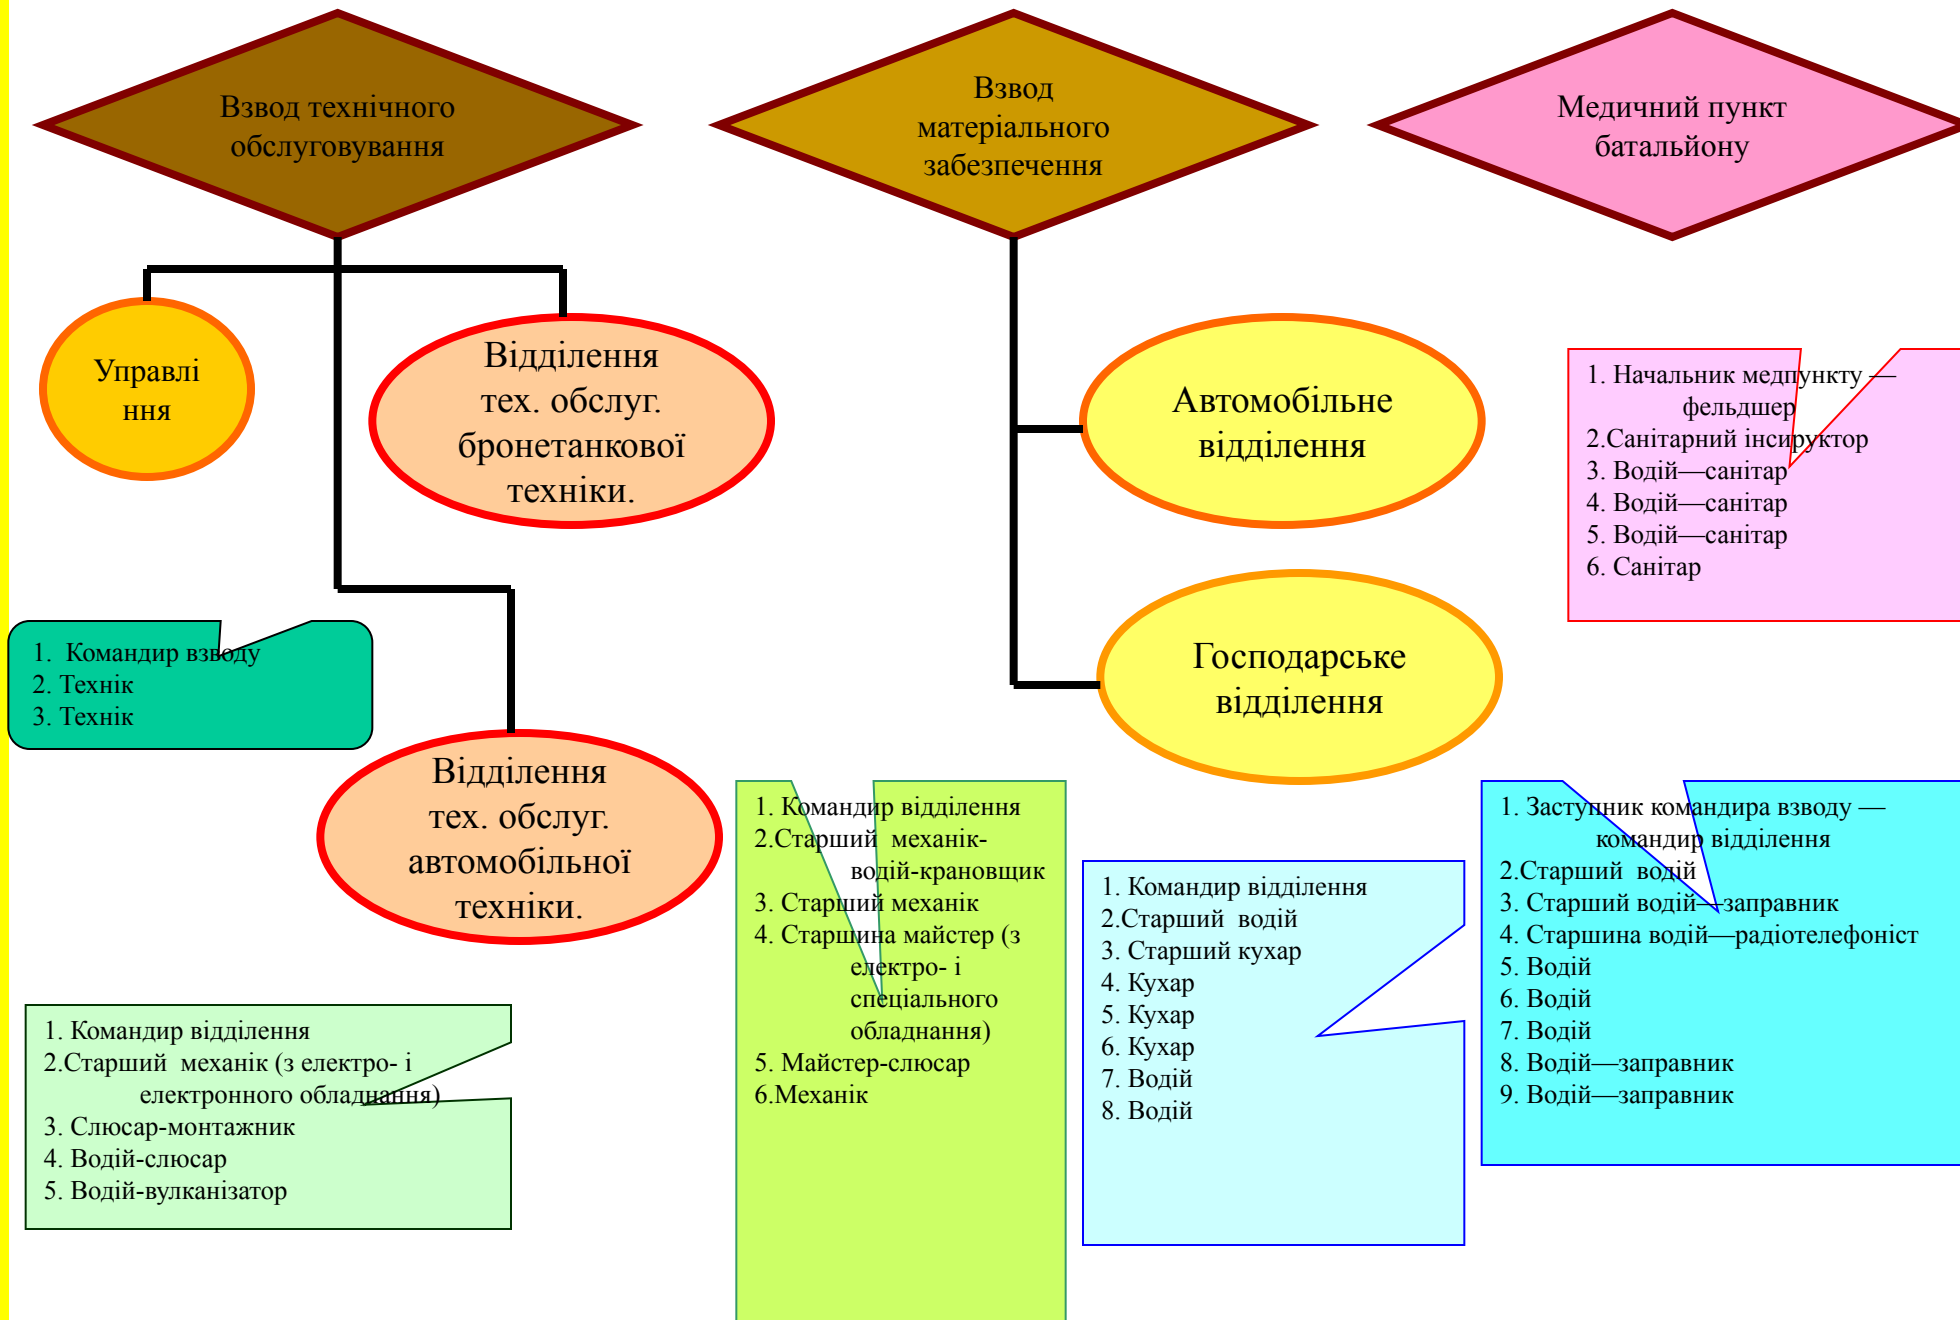 Взвод технічного
обслуговування
Взвод
матеріального
забезпечення
Медичний пункт
батальйону
Управлі
ння
Відділення
тех. обслуг.
бронетанкової
техніки.
Автомобільне
відділення
1. Начальник медпункту —
фельдшер
2.Санітарний інсируктор
3. Водій—санітар
4. Водій—санітар
5. Водій—санітар
6. Санітар
Господарське
відділення
1. Командир взводу
2. Технік
3. Технік
Відділення
тех. обслуг.
автомобільної
техніки.
1. Командир відділення
2.Старший механік-
водій-крановщик
3. Старший механік
4. Старшина майстер (з
електро- і
спеціального
обладнання)
5. Майстер-слюсар
6.Механік
1. Командир відділення
2.Старший водій
3. Старший кухар
4. Кухар
5. Кухар
6. Кухар
7. Водій
8. Водій
1. Заступник командира взводу —
командир відділення
2.Старший водій
3. Старший водій—заправник
4. Старшина водій—радіотелефоніст
5. Водій
6. Водій
7. Водій
8. Водій—заправник
9. Водій—заправник
1. Командир відділення
2.Старший механік (з електро- і
електронного обладнання)
3. Слюсар-монтажник
4. Водій-слюсар
5. Водій-вулканізатор